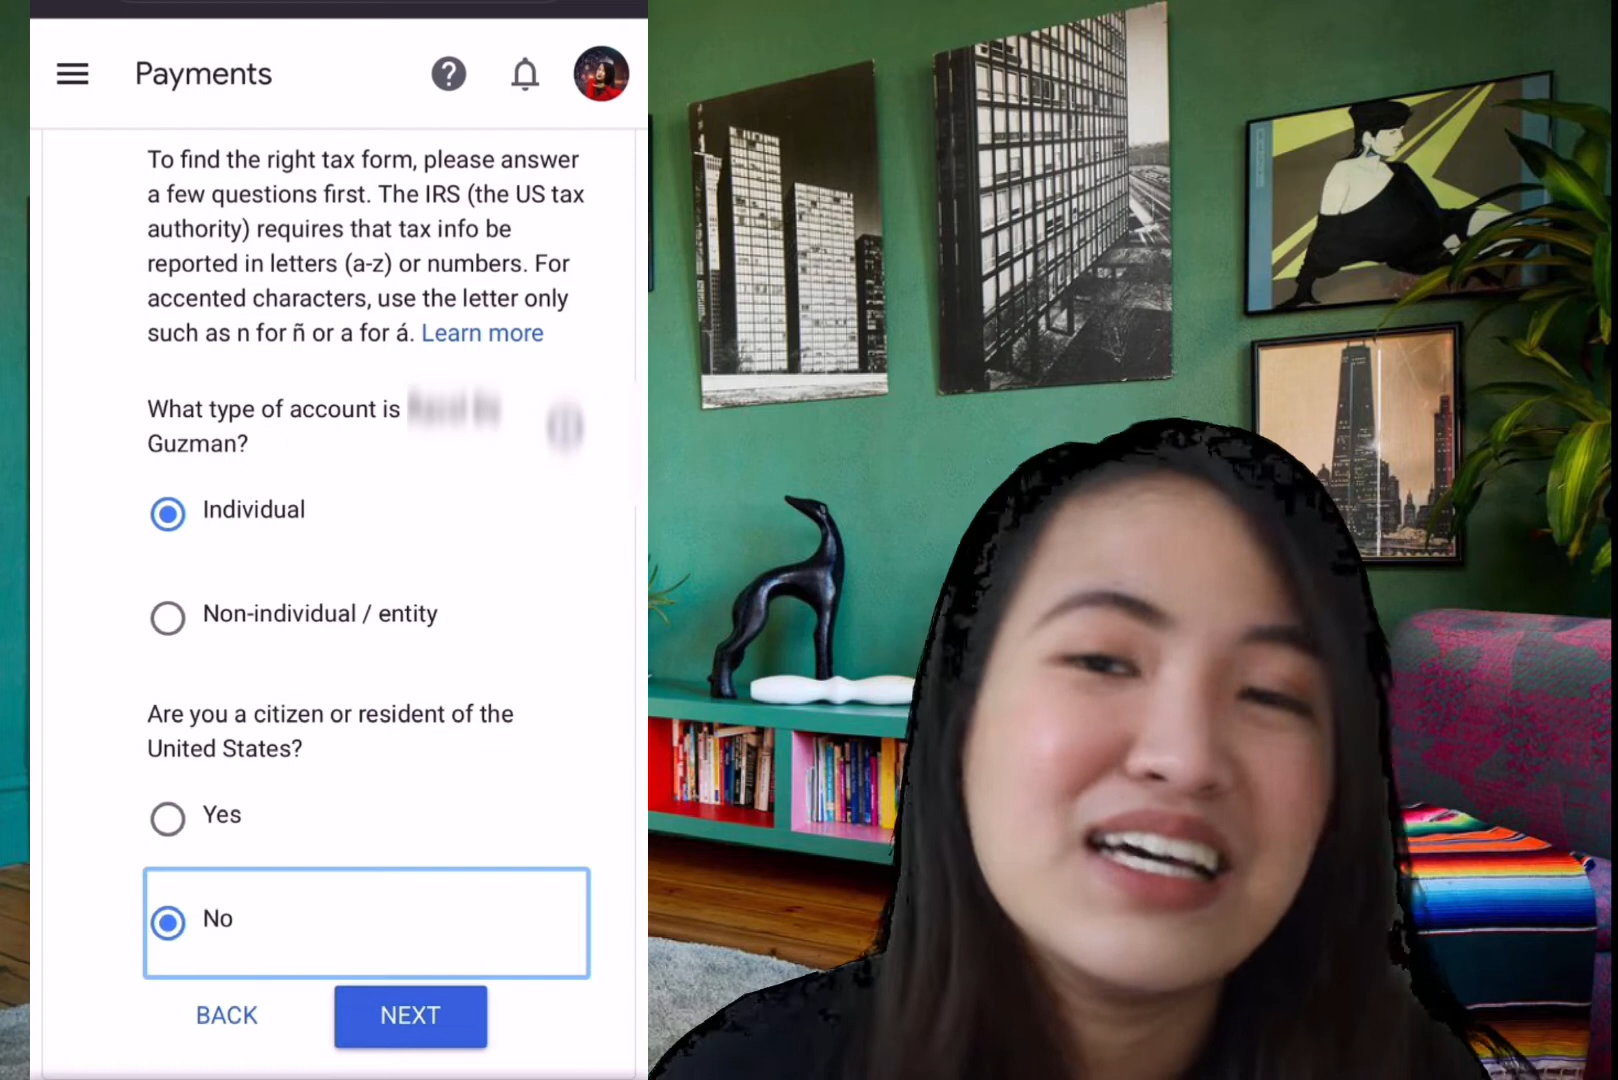 Payments
To find the right tax form, please answer
a few questions first. The IRS (the US tax
authority) requires that tax info be
reported in letters (a-z) or numbers. For
accented characters, use the letter only
such as n for ñ or a for á. Learn more
What type of account is
Guzman?
Individual
Non-individual / entity
Are you a citizen or resident of the
United States?
Yes
No
BACK
NEXT